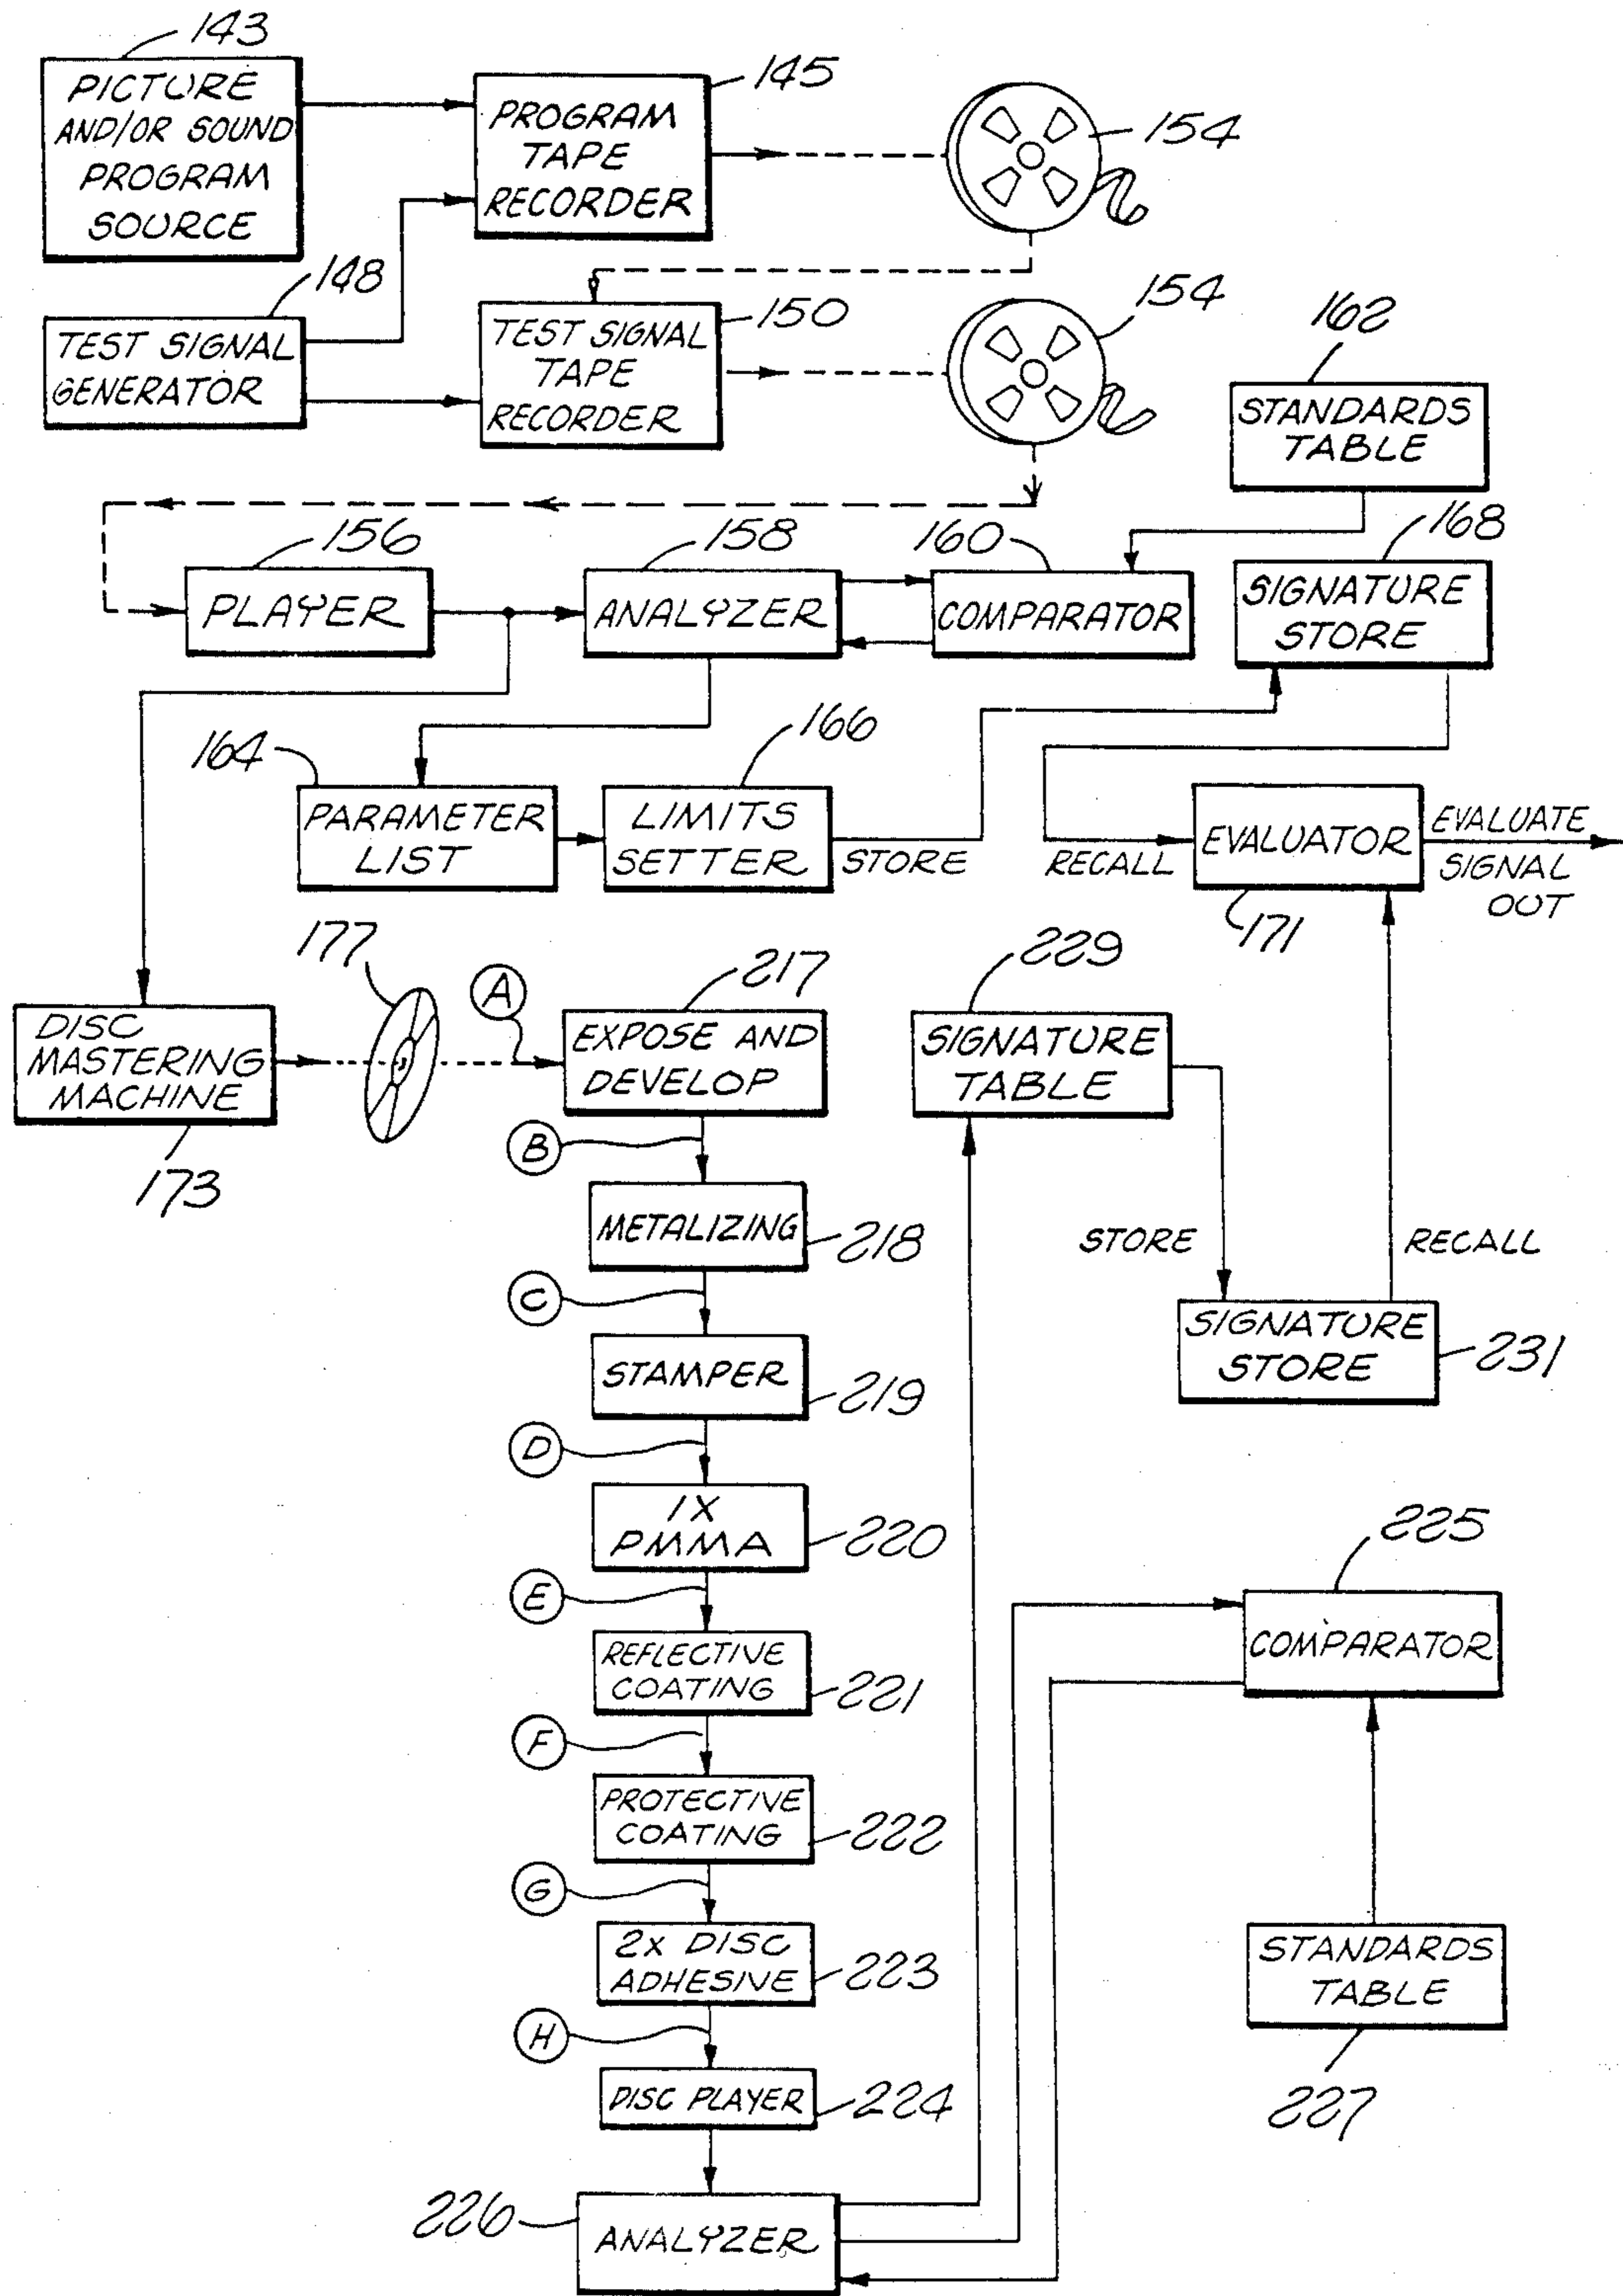 143
PICTURE
AND/OR SOUND
PROGRAM
SOURCE
145
PROGRAM
TAPE
RECORDER
154
148
TEST SIGNAL
GENERATOR
150
TEST SIGNAL
TAPE
RECORDER
154
162
STANDARDS
TABLE
156
PLAYER
158
ANALYZER
160
COMPARATOR
168
SIGNATURE
STORE
164
PARAMETER
LIST
166
LIMITS
SETTER
STORE
RECALL
EVALUATOR
171
EVALUATE
SIGNAL
OUT
DISC
MASTERING
MACHINE
173
177
A
217
EXPOSE AND
DEVELOP
229
SIGNATURE
TABLE
B
METALIZING
218
STORE
RECALL
C
STAMPER
219
SIGNATURE
STORE
231
D
1X
PMMA
220
E
REFLECTIVE
COATING
221
225
COMPARATOR
F
PROTECTIVE
COATING
222
G
2X DISC
ADHESIVE
223
STANDARDS
TABLE
227
H
DISC PLAYER
224
226
ANALYZER